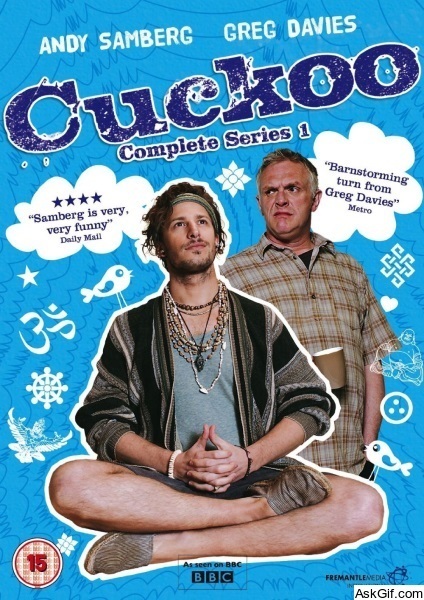 ANDY SAMBERG GREG DAVIES
Cuckoo
Complete Series 1
★★★★
“Samberg is very,
very funny”
Daily Mail
“Barnstorming
turn from
Greg Davies”
Metro
ॐ
15
As seen on BBC
BBC
FREMANTLEMEDIA
AskGif.com